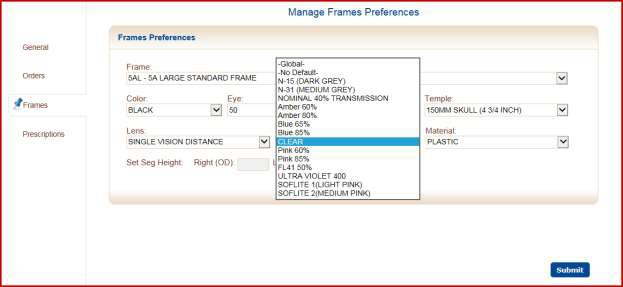 Manage Frames Preferences
Frames Preferences
General
Orders
Frames
Prescriptions
Frame:
5AL - 5A LARGE STANDARD FRAME
Color:
BLACK
Eye:
50
Temple:
150MM SKULL (4 3/4 INCH)
Lens:
SINGLE VISION DISTANCE
Material:
PLASTIC
Set Seg Height: Right (OD):
-Global-
-No Default-
N-15 (DARK GREY)
N-31 (MEDIUM GREY)
NOMINAL 40% TRANSMISSION
Amber 60%
Amber 80%
Blue 65%
Blue 85%
CLEAR
Pink 60%
Pink 85%
FL41 50%
ULTRA VIOLET 400
SOFLITE 1(LIGHT PINK)
SOFLITE 2(MEDIUM PINK)
Submit